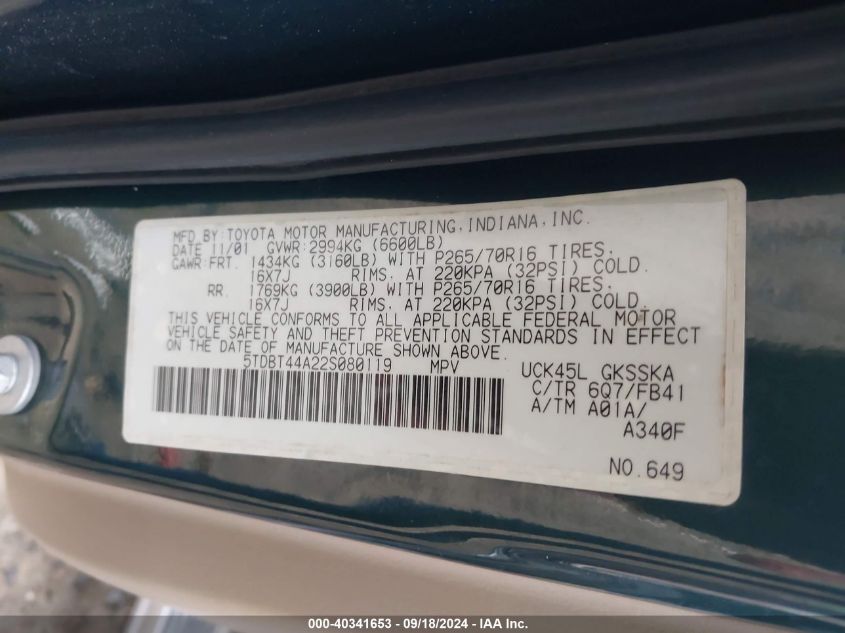 MFD.BY:TOYOTA MOTOR MANUFACTURING,INDIANA,INC.
DATE 11/01 GVWR:2994KG (6600LB)
GAWR:FRT. 1434KG (3160LB) WITH P265/70R16 TIRES.
16X7J RIMS. AT 220KPA (32PSI) COLD.
RR. 1769KG (3900LB) WITH P265/70R16 TIRES.
16X7J RIMS. AT 220KPA (32PSI) COLD.
THIS VEHICLE CONFORMS TO ALL APPLICABLE FEDERAL MOTOR
VEHICLE SAFETY AND THEFT PREVENTION STANDARDS IN EFFECT
ON THE DATE OF MANUFACTURE SHOWN ABOVE.
5TDBT44A22S080119 MPV UCK45L GKSSKA
C/TR 6Q7/FB41
A/TM A01A/
A340F
NO.649
000-40341653 - 09/18/2024 - IAA Inc.